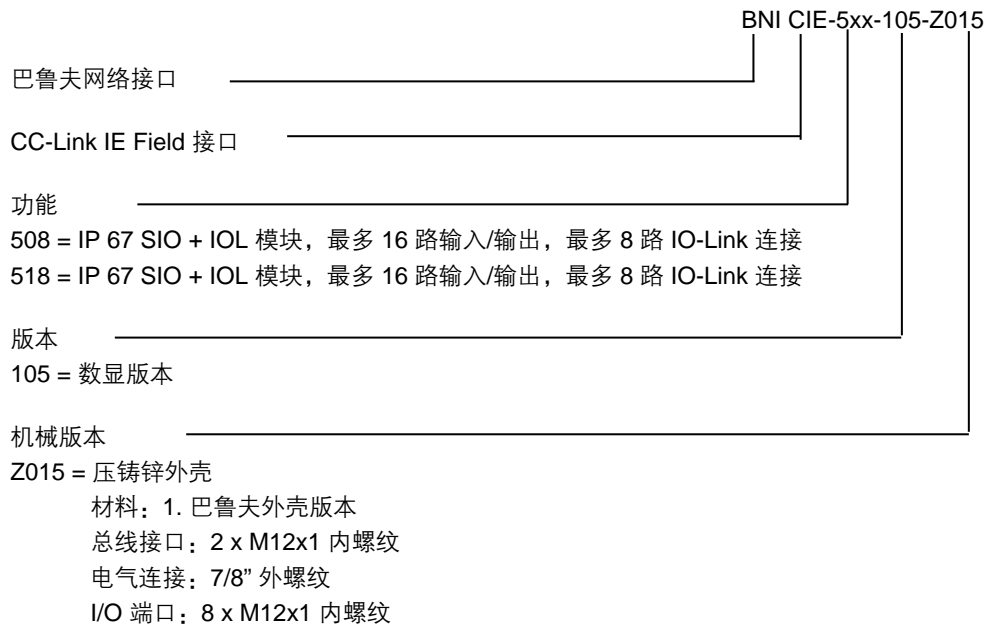 BNI CIE-5xx-105-Z015
巴鲁夫网络接口
CC-Link IE Field 接口
功能
508 = IP 67 SIO + IOL 模块，最多 16 路输入/输出，最多 8 路 IO-Link 连接
518 = IP 67 SIO + IOL 模块，最多 16 路输入/输出，最多 8 路 IO-Link 连接
版本
105 = 数显版本
机械版本
Z015 = 压铸锌外壳
材料：1. 巴鲁夫外壳版本
总线接口：2 x M12x1 内螺纹
电气连接：7/8” 外螺纹
I/O 端口：8 x M12x1 内螺纹